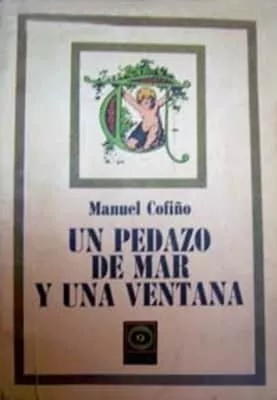 Manuel Cofiño
UN PEDAZO
DE MAR
Y UNA VENTANA